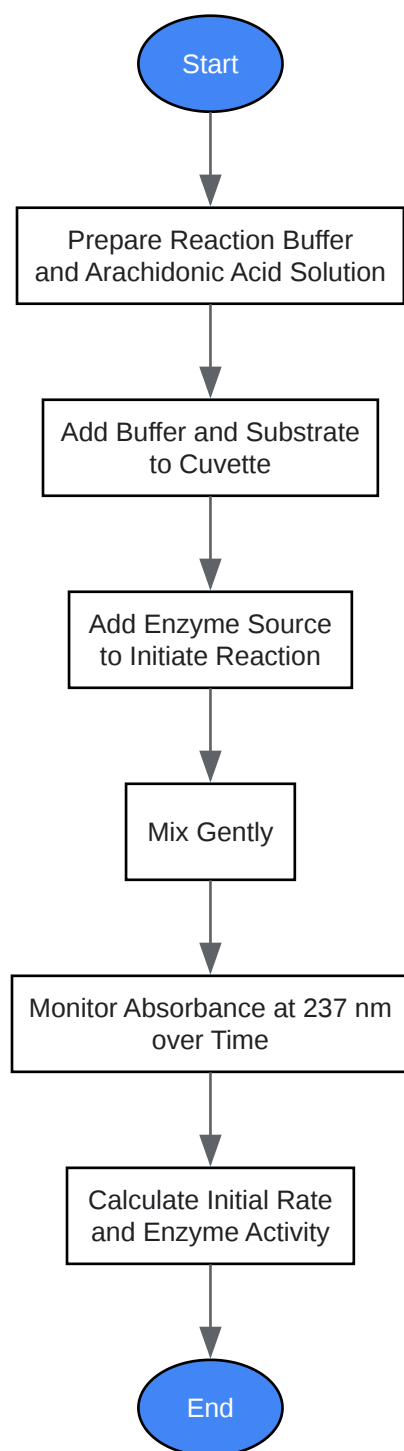 Start
Prepare Reaction Buffer
and Arachidonic Acid Solution
Add Buffer and Substrate
to Cuvette
Add Enzyme Source
to Initiate Reaction
Mix Gently
Monitor Absorbance at 237 nm
over Time
Calculate Initial Rate
and Enzyme Activity
End